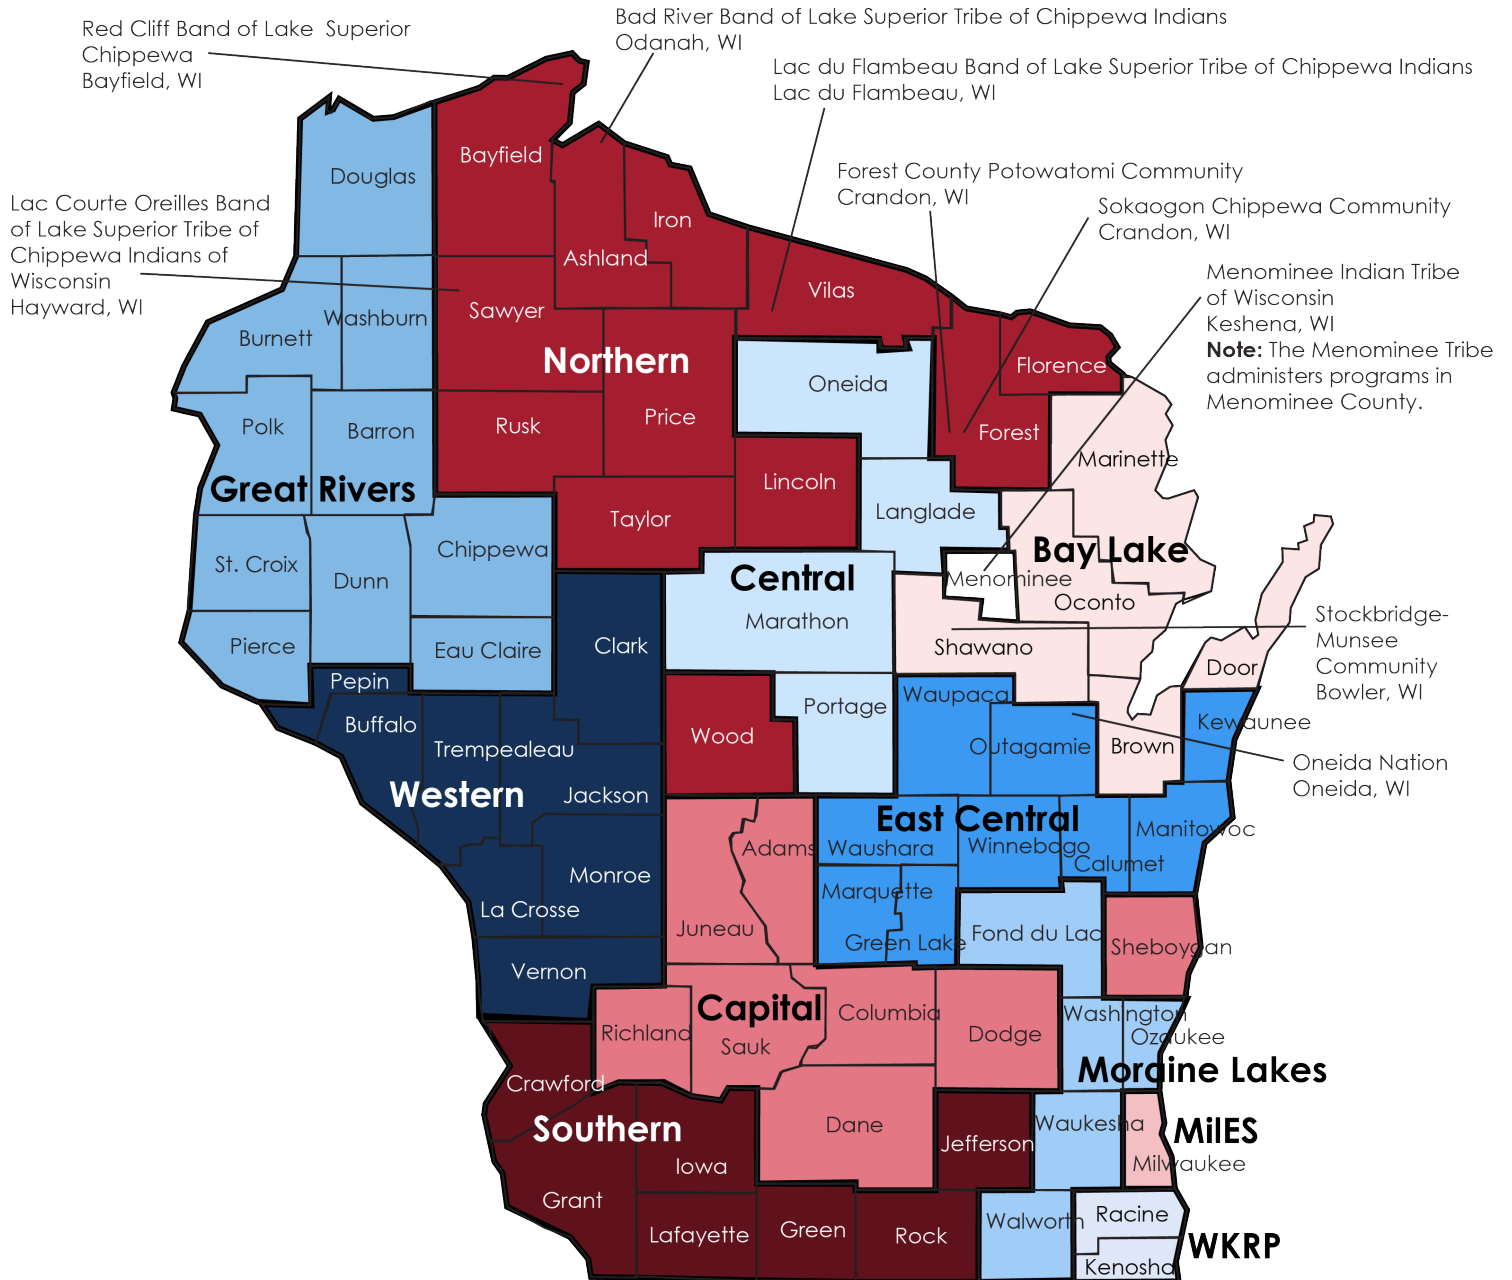 Red Cliff Band of Lake Superior
Chippewa
Bayfield, WI
Bad River Band of Lake Superior Tribe of Chippewa Indians
Odanah, WI
Lac du Flambeau Band of Lake Superior Tribe of Chippewa Indians
Lac du Flambeau, WI
Forest County Potowatomi Community
Crandon, WI
Sokaogon Chippewa Community
Crandon, WI
Lac Courte Oreilles Band
of Lake Superior Tribe of
Chippewa Indians of
Wisconsin
Hayward, WI
Menominee Indian Tribe
of Wisconsin
Keshena, WI
Note: The Menominee Tribe
administers programs in
Menominee County.
Douglas
Bayfield
Iron
Ashland
Vilas
Sawyer
Washburn
Burnett
Northern
Florence
Oneida
Price
Rusk
Polk
Barron
Forest
Marinette
Great Rivers
Lincoln
Langlade
Taylor
Chippewa
Bay Lake
St. Croix
Dunn
Central
Menominee
Oconto
Marathon
Pierce
Eau Claire
Clark
Shawano
Stockbridge-
Munsee
Community
Bowler, WI
Door
Pepin
Waupaca
Portage
Buffalo
Kewaunee
Wood
Trempealeau
Outagamie
Brown
Oneida Nation
Oneida, WI
Western
Jackson
East Central
Manitowoc
Adams
Waushara
Winnebago
Calumet
Monroe
Marquette
La Crosse
Juneau
Green Lake
Fond du Lac
Sheboygan
Vernon
Capital
Columbia
Washington
Richland
Sauk
Dodge
Ozaukee
Moraine Lakes
Crawford
Southern
Dane
Waukesha
MilES
Jefferson
Iowa
Milwaukee
Grant
Racine
Walworth
Lafayette
Green
Rock
WKRP
Kenosha